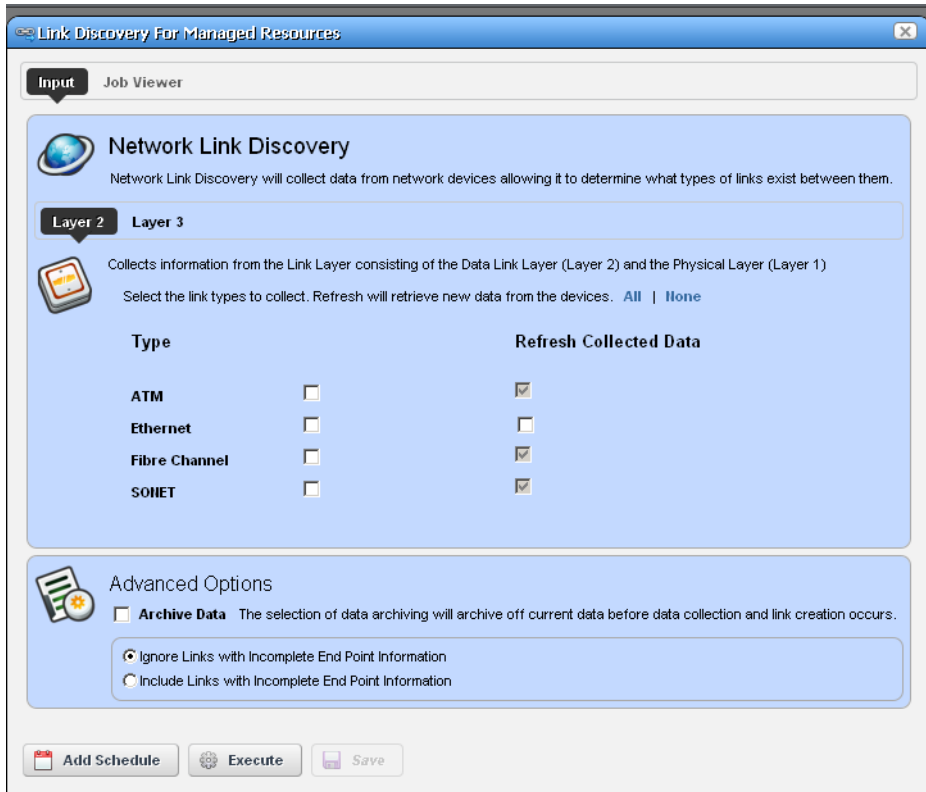 Link Discovery For Managed Resources
Input Job Viewer
Network Link Discovery
Network Link Discovery will collect data from network devices allowing it to determine what types of links exist between them.
Layer 2 Layer 3
Collects information from the Link Layer consisting of the Data Link Layer (Layer 2) and the Physical Layer (Layer 1)
Select the link types to collect. Refresh will retrieve new data from the devices. All | None
Type Refresh Collected Data
ATM
Ethernet
Fibre Channel
SONET
Advanced Options
Archive Data The selection of data archiving will archive off current data before data collection and link creation occurs.
Ignore Links with Incomplete End Point Information
Include Links with Incomplete End Point Information
Add Schedule Execute Save